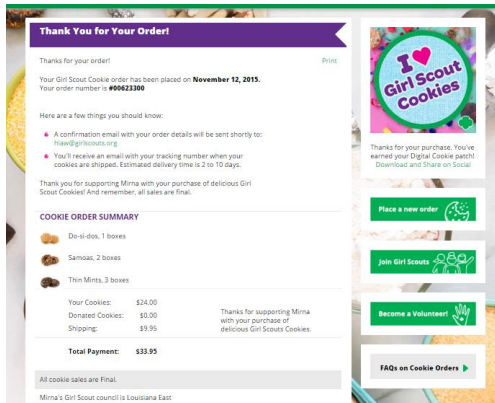 Thank You for Your Order!
Thanks for your order!
Print
Your Girl Scout Cookie order has been placed on November 12, 2015.
Your order number is #00623300
Here are a few things you should know:
A confirmation email with your order details will be sent shortly to:
hlaw@girlscouts.org
You'll receive an email with your tracking number when your
cookies are shipped. Estimated delivery time is 2 to 10 days.
Thank you for supporting Mirna with your purchase of delicious Girl
Scout Cookies! And remember, all sales are final.
COOKIE ORDER SUMMARY
Do-si-dos, 1 boxes
Samoas, 2 boxes
Thin Mints, 3 boxes
Your Cookies: $24.00
Donated Cookies: $0.00
Shipping: $9.95
Total Payment: $33.95
Thanks for supporting Mirna
with your purchase of
delicious Girl Scouts Cookies.
All cookie sales are Final.
Mirna's Girl Scout council is Louisiana East
I
Girl Scout
Cookies
Thanks for your purchase. You've
earned your Digital Cookie patch!
Download and Share on Social
Place a new order
Join Girl Scouts
Become a Volunteer!
FAQs on Cookie Orders